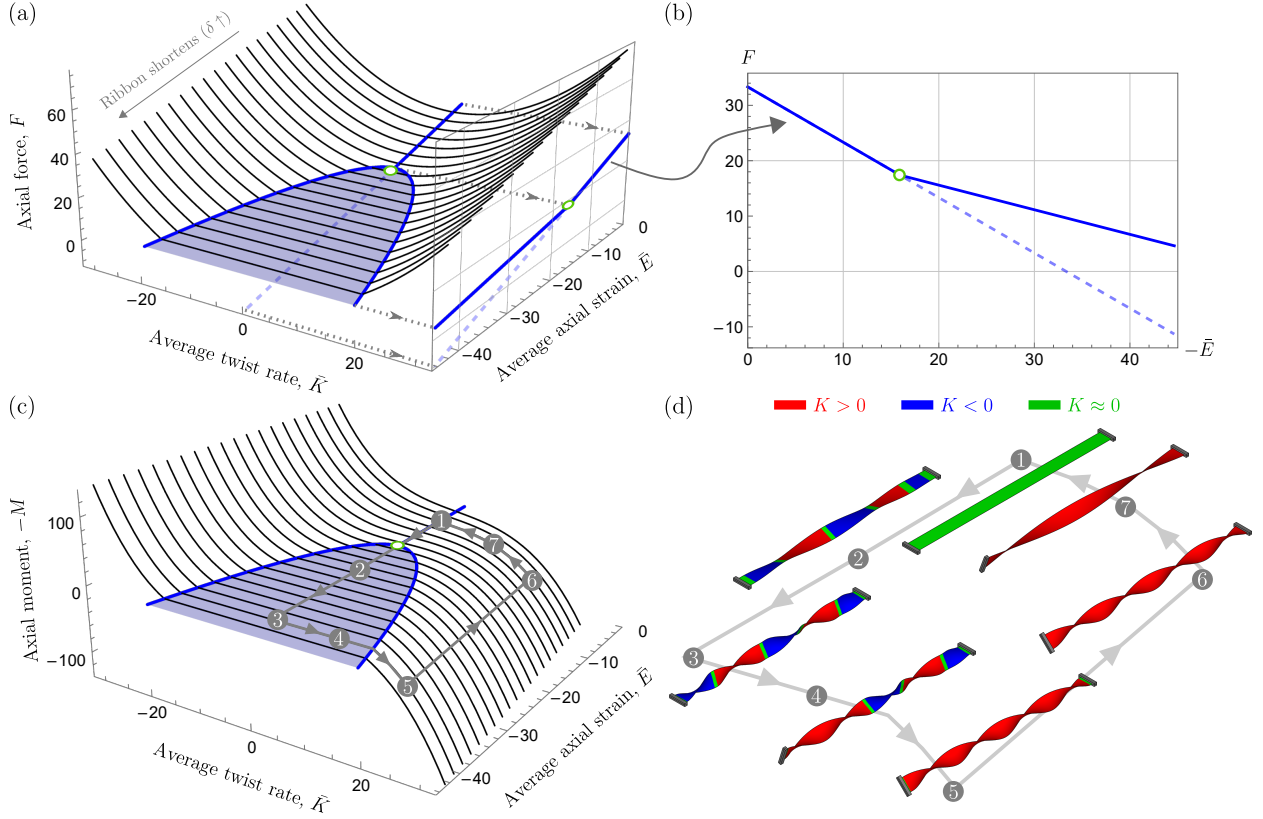 (a)
Ribbon shortens (δ ↑)
Axial force, F
60
40
20
0
−20
0
20
Average twist rate, K̄
0
−10
−20
−30
−40
Average axial strain, Ē
(b)
F
30
20
10
0
−10
0
10
20
30
40
−Ē
(c)
Axial moment, −M
100
0
−100
−20
0
20
Average twist rate, K̄
0
−10
−20
−30
−40
Average axial strain, Ē
1
7
2
6
3
4
5
(d)
K > 0
K < 0
K ≈ 0
1
7
2
6
3
4
5